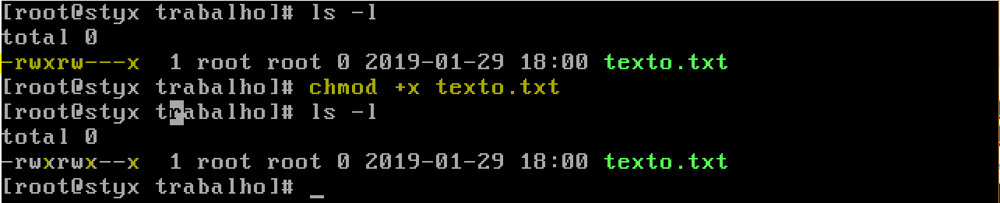 [root@styx trabalho]# ls -l
total 0
-rwxrw---x  1 root root 0 2019-01-29 18:00 texto.txt
[root@styx trabalho]# chmod +x texto.txt
[root@styx trabalho]# ls -l
total 0
-rwxrwx--x  1 root root 0 2019-01-29 18:00 texto.txt
[root@styx trabalho]# _